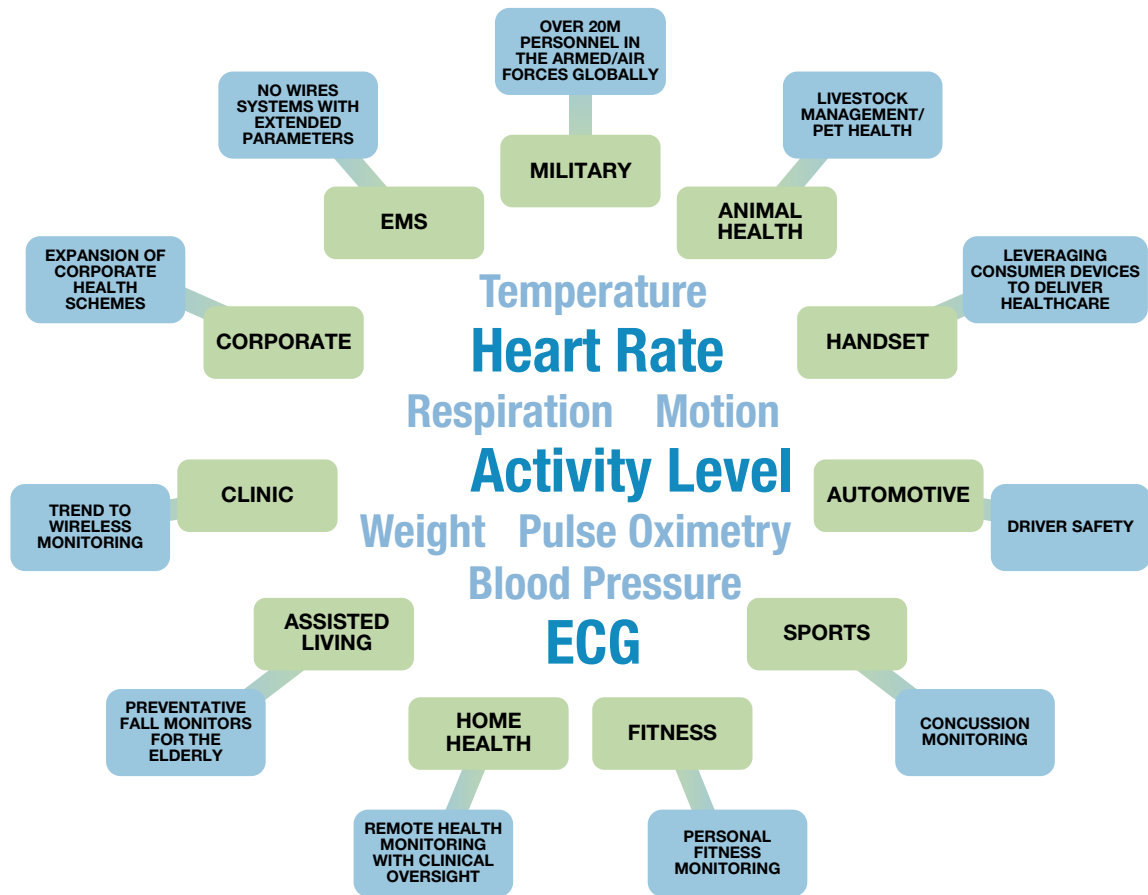 OVER 20M
PERSONNEL IN
THE ARMED/AIR
FORCES GLOBALLY
MILITARY
NO WIRES
SYSTEMS WITH
EXTENDED
PARAMETERS
EMS
LIVESTOCK
MANAGEMENT/
PET HEALTH
ANIMAL
HEALTH
EXPANSION OF
CORPORATE
HEALTH
SCHEMES
CORPORATE
LEVERAGING
CONSUMER DEVICES
TO DELIVER
HEALTHCARE
HANDSET
Temperature
Heart Rate
Respiration Motion
Activity Level
Weight Pulse Oximetry
Blood Pressure
ECG
CLINIC
TREND TO
WIRELESS
MONITORING
AUTOMOTIVE
DRIVER SAFETY
ASSISTED
LIVING
PREVENTATIVE
FALL MONITORS
FOR THE
ELDERLY
SPORTS
CONCUSSION
MONITORING
HOME
HEALTH
REMOTE HEALTH
MONITORING
WITH CLINICAL
OVERSIGHT
FITNESS
PERSONAL
FITNESS
MONITORING